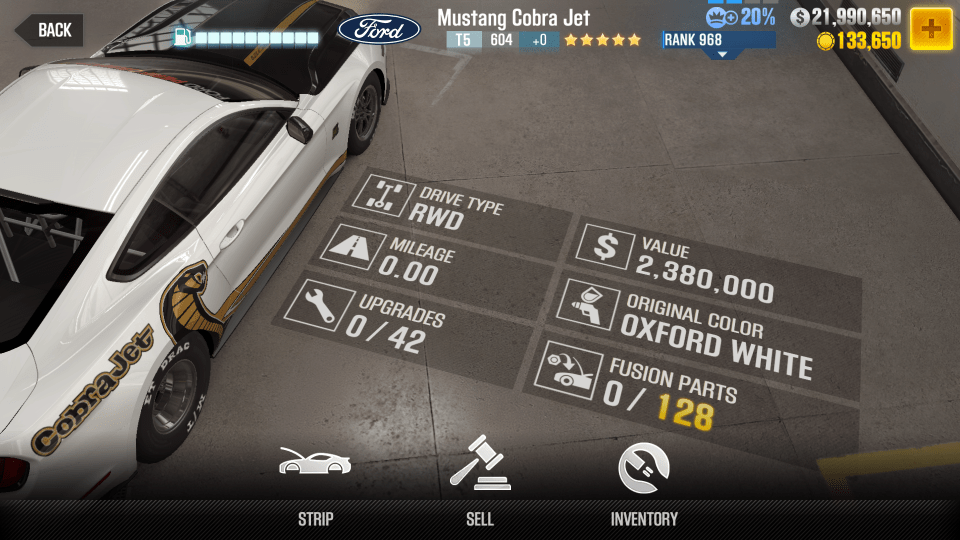 BACK
Ford
Mustang Cobra Jet
T5 604 +0
20%
RANK 968
21,990,650
133,650
DRIVE TYPE
RWD
MILEAGE
0.00
UPGRADES
0 / 42
VALUE
2,380,000
ORIGINAL COLOR
OXFORD WHITE
FUSION PARTS
0 / 128
CobraJet
STRIP
SELL
INVENTORY